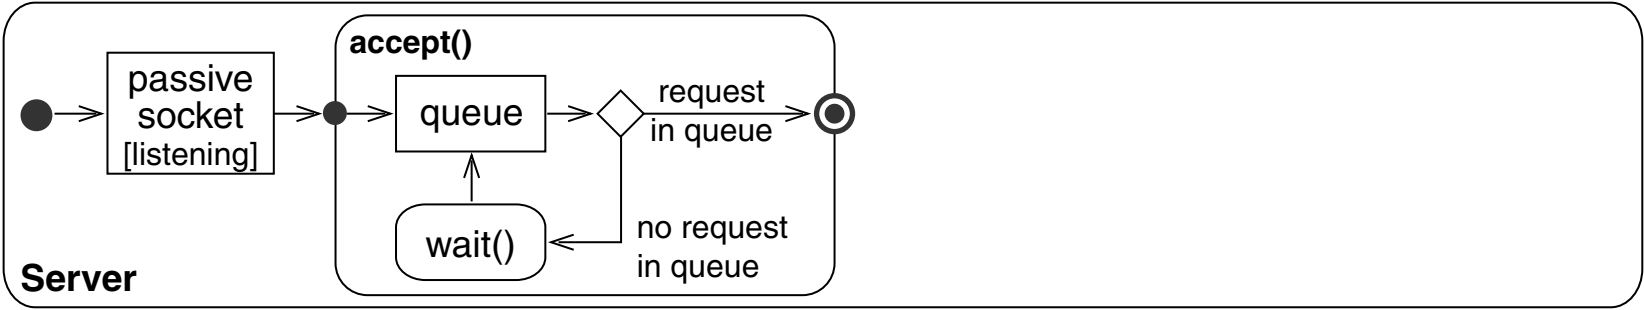 accept()
passive
socket
[listening]
queue
request
in queue
wait()
no request
in queue
Server